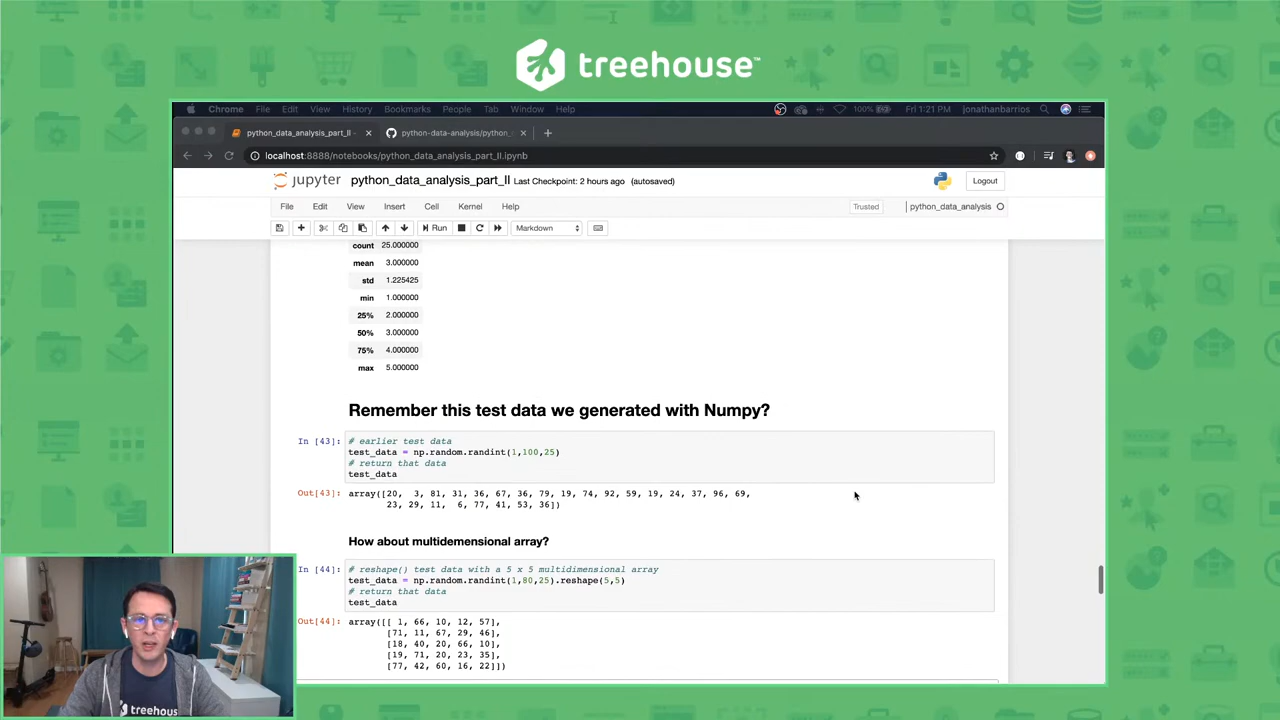 treehouse™
Chrome File Edit View History Bookmarks People Tab Window Help 100% Fri 1:21 PM jonathanbarrios
python_data_analysis_part_II python-data-analysis/python_
localhost:8888/notebooks/python_data_analysis_part_II.ipynb
jupyter python_data_analysis_part_II Last Checkpoint: 2 hours ago (autosaved) Logout
File Edit View Insert Cell Kernel Help Trusted python_data_analysis
Run Markdown
count 25.000000
mean 3.000000
std 1.225425
min 1.000000
25% 2.000000
50% 3.000000
75% 4.000000
max 5.000000
Remember this test data we generated with Numpy?
In [43]: # earlier test data
test_data = np.random.randint(1,100,25)
# return that data
test_data
Out[43]: array([20, 3, 81, 31, 36, 67, 36, 79, 19, 74, 92, 59, 19, 24, 37, 96, 69,
23, 29, 11, 6, 77, 41, 53, 36])
How about multidemensional array?
In [44]: # reshape() test data with a 5 x 5 multidimensional array
test_data = np.random.randint(1,80,25).reshape(5,5)
# return that data
test_data
Out[44]: array([[ 1, 66, 10, 12, 57],
[71, 11, 67, 29, 46],
[18, 40, 20, 66, 10],
[19, 71, 20, 23, 35],
[77, 42, 60, 16, 22]])
treehous